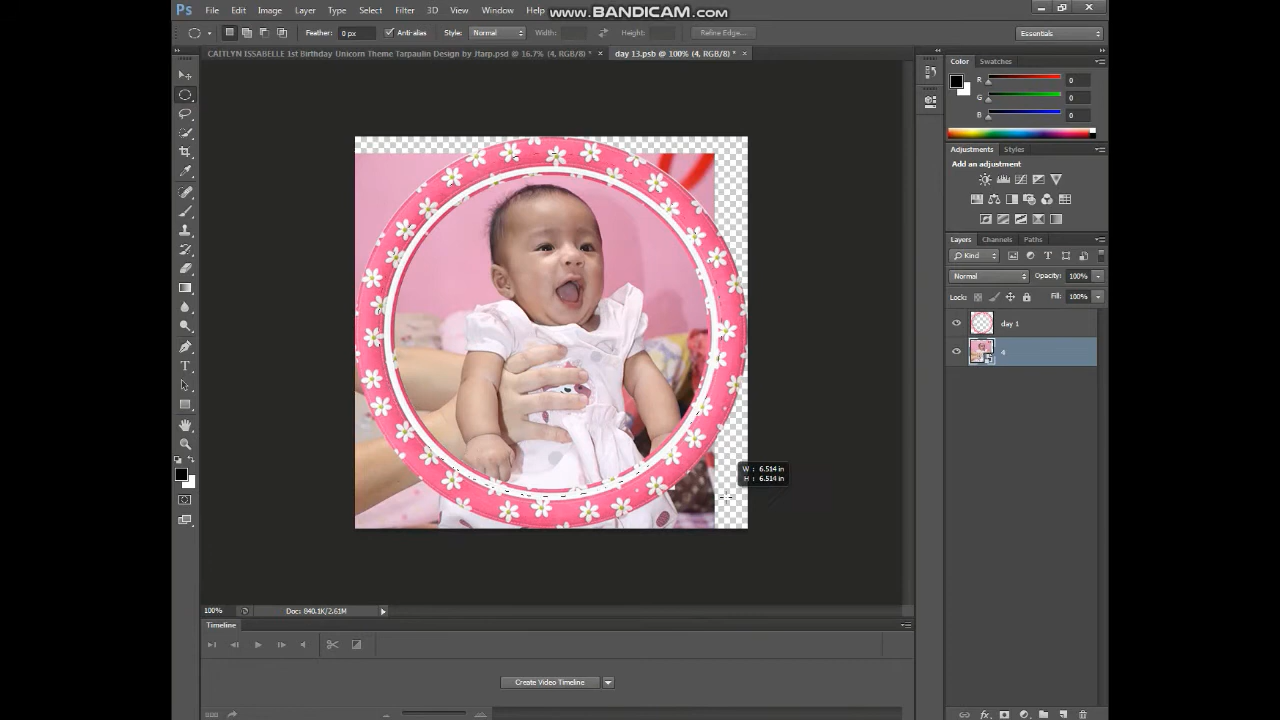 www.BANDICAM.com
Ps File Edit Image Layer Type Select Filter 3D View Window Help
Feather: 0 px Anti-alias Style: Normal Width: Height: Refine Edge... Essentials
CAITLYN ISSABELLE 1st Birthday Unicorn Theme Tarpaulin Design by Jtarp.psd @ 16.7% (4, RGB/8) * × day 13.psb @ 100% (4, RGB/8) * ×
Color Swatches
R 0
G 0
B 0
Adjustments Styles
Add an adjustment
Layers Channels Paths
Kind
Normal Opacity: 100%
Lock: Fill: 100%
day 1
4
W: 6.514 in
H: 6.514 in
100% Doc: 840.1K/2.61M
Timeline
Create Video Timeline
fx